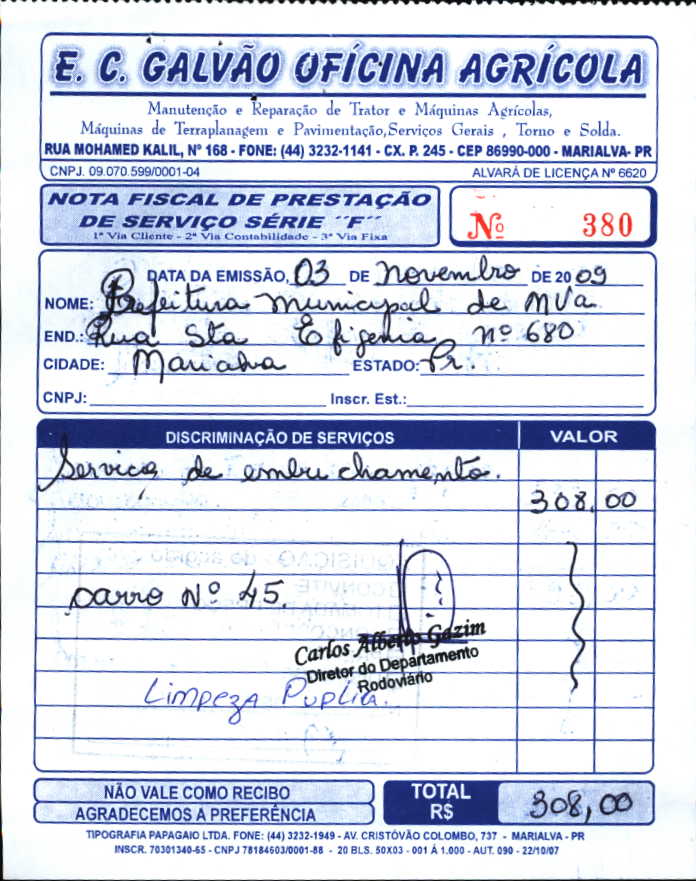 E. C. GALVÃO OFÍCINA AGRÍCOLA
Manutenção e Reparação de Trator e Máquinas Agrícolas,
Máquinas de Terraplanagem e Pavimentação,Serviços Gerais , Torno e Solda.
RUA MOHAMED KALIL, Nº 168 - FONE: (44) 3232-1141 - CX. P. 245 - CEP 86990-000 - MARIALVA- PR
CNPJ. 09.070.599/0001-04 ALVARÁ DE LICENÇA Nº 6620
NOTA FISCAL DE PRESTAÇÃO
DE SERVIÇO SÉRIE ´´F´´
1ª Via Cliente - 2ª Via Contabilidade - 3ª Via Fixa
Nº 380
DATA DA EMISSÃO, 03 DE novembro DE 2009
NOME: Prefeitura municipal de MVa
END.: Rua Sta Efigenia nº 680
CIDADE: Marialva ESTADO: Pr.
CNPJ: Inscr. Est.:
DISCRIMINAÇÃO DE SERVIÇOS VALOR
Serviço de embuchamento.
308,00
carro Nº 45
Carlos Alberto Gazim
Diretor do Departamento
Rodoviário
Limpeza Puplica.
NÃO VALE COMO RECIBO
AGRADECEMOS A PREFERÊNCIA
TOTAL
R$ 308,00
TIPOGRAFIA PAPAGAIO LTDA. FONE: (44) 3232-1949 - AV. CRISTÓVÃO COLOMBO, 737 - MARIALVA - PR
INSCR. 70301340-65 - CNPJ 78184603/0001-88 - 20 BLS. 50X03 - 001 Á 1.000 - AUT. 090 - 22/10/07